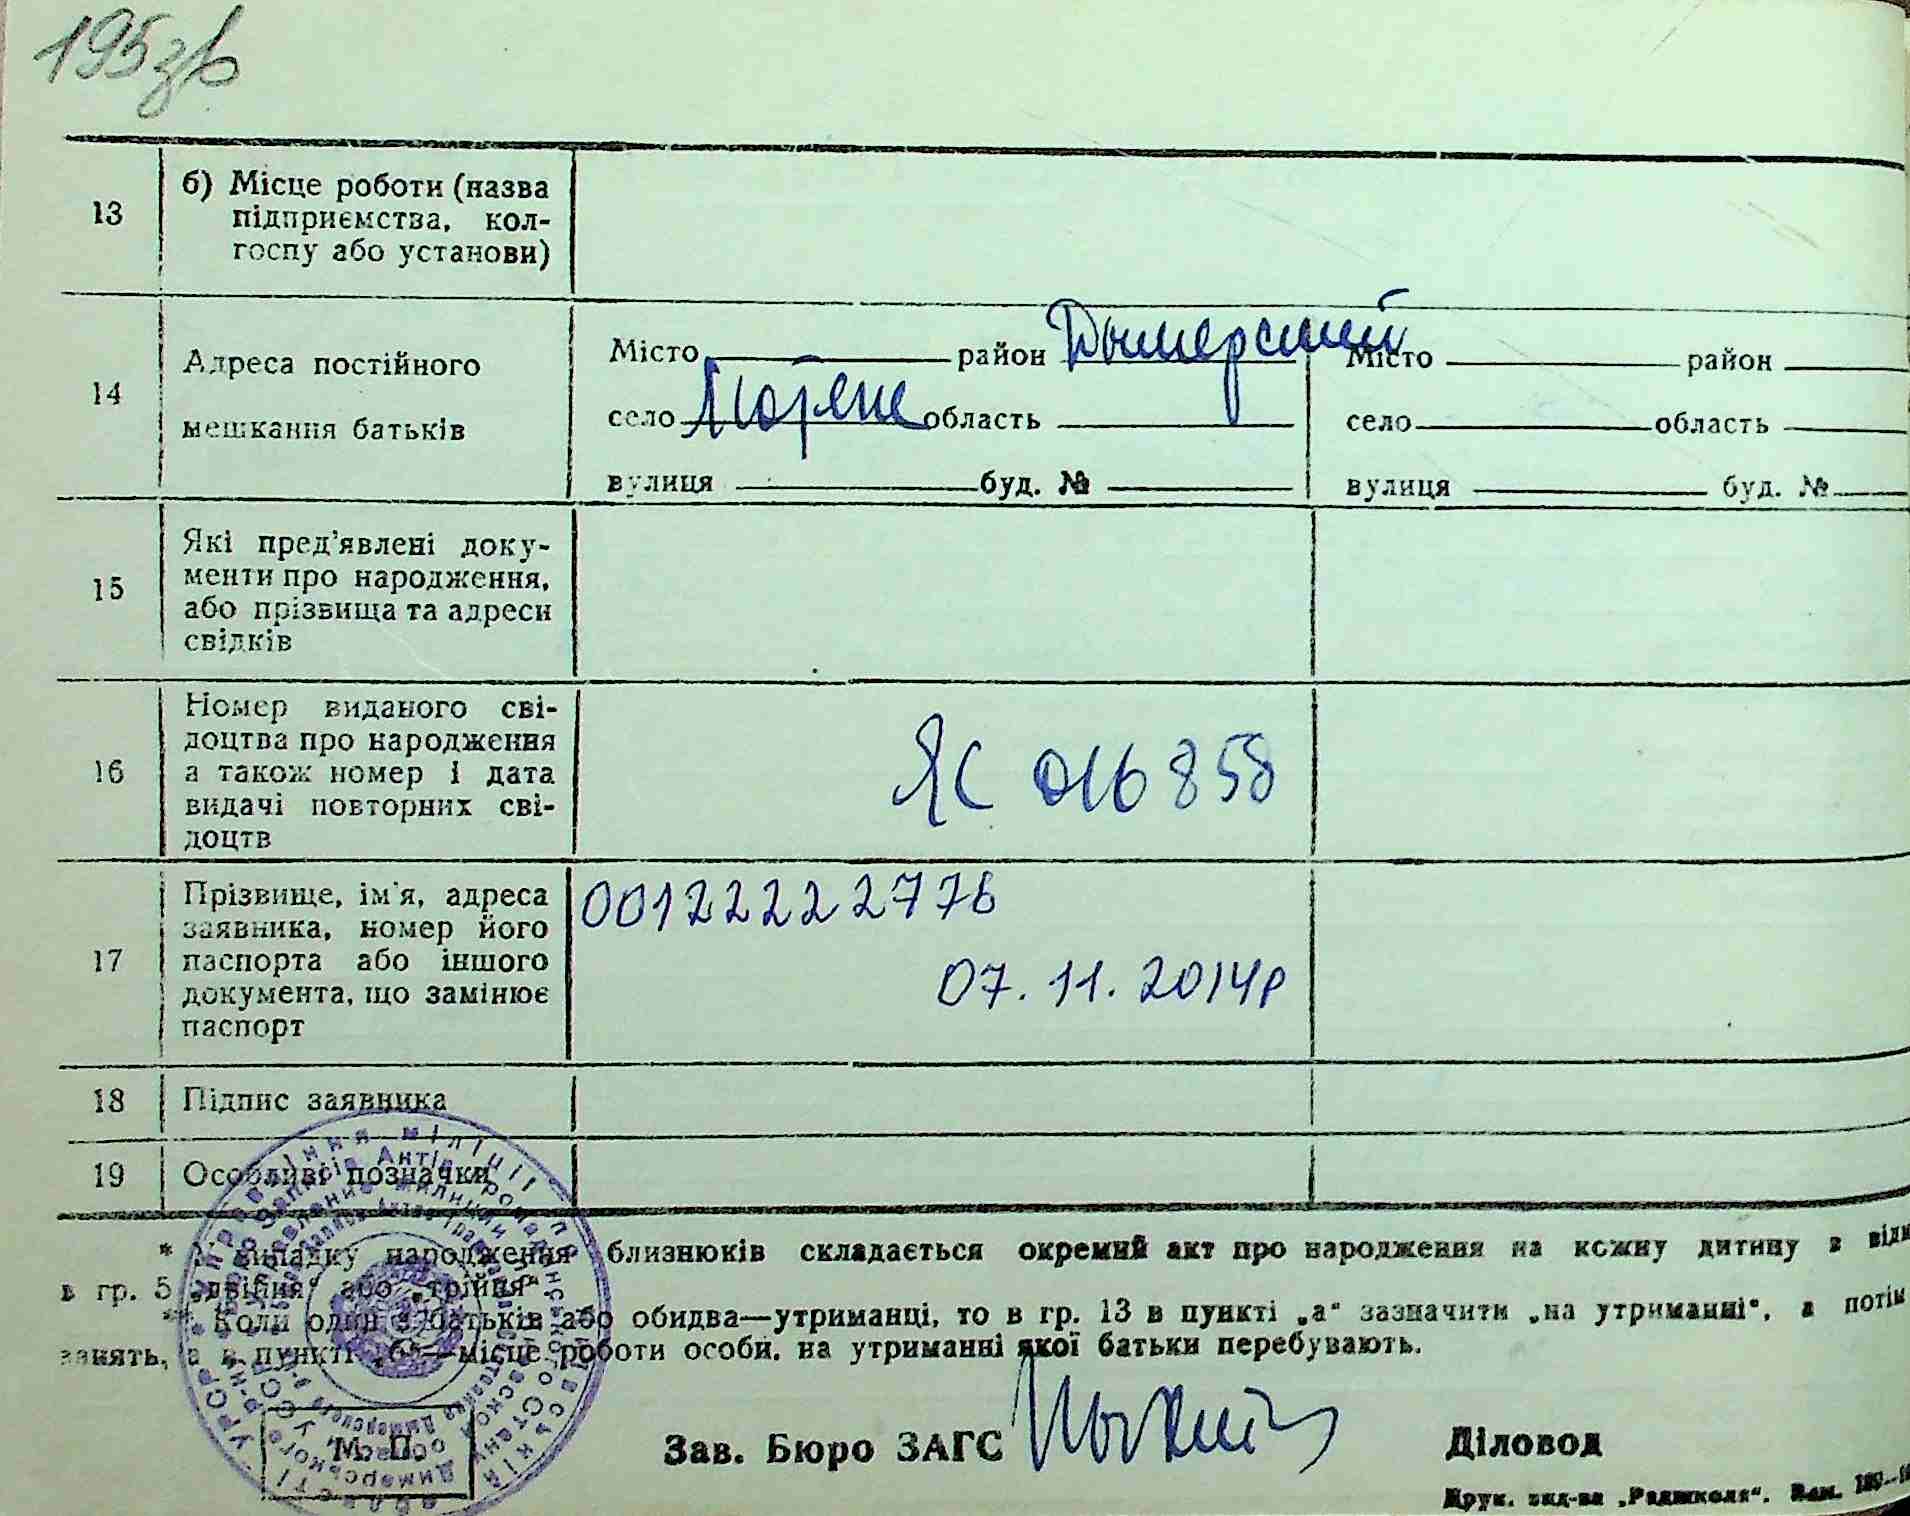 195зв
13
б) Місце роботи (назва
підприємства, кол-
госпу або установи)
14
Адреса постійного
мешкання батьків
Місто район Дымерский
село область
вулиця буд. №
Місто район
село область
вулиця буд. №
15
Які пред'явлені доку-
менти про народження,
або прізвища та адреси
свідків
16
Номер виданого сві-
доцтва про народження
а також номер і дата
видачі повторних сві-
доцтв
ЯС 016858
17
Прізвище, ім'я, адреса
заявника, номер його
паспорта або іншого
документа, що замінює
паспорт
00122222776
07.11.2014р
18
Підпис заявника
19
Особливі позначки
* У випадку народження близнюків складається окремий акт про народження на кожну дитину з
в гр. 5 „двійня“ або „трійня“
** Коли один з батьків або обидва—утриманці, то в гр. 13 в пункті „а“ зазначити „на утриманні“, а потім
занять, а в пункті „б“—місце роботи особи, на утриманні якої батьки перебувають.
М. П.
Зав. Бюро ЗАГС
Діловод
Друк. вид-ва „Радшкола“. Зам.